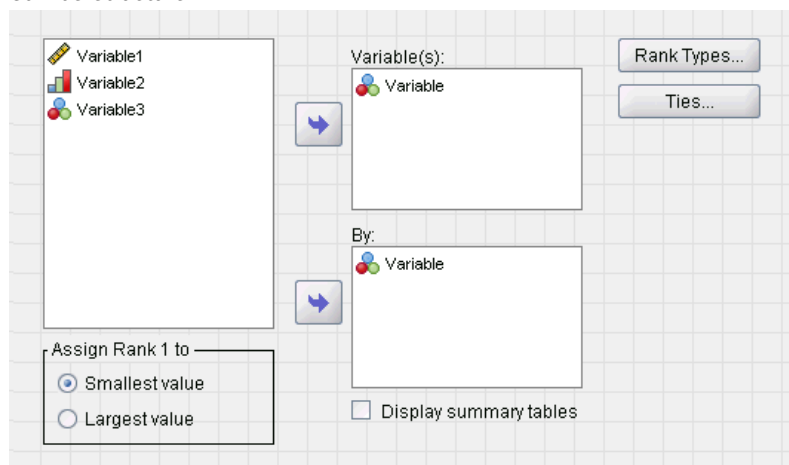 Variable1
Variable2
Variable3
Variable(s):
Variable
Rank Types...
Ties...
By:
Variable
Assign Rank 1 to
Smallest value
Largest value
Display summary tables